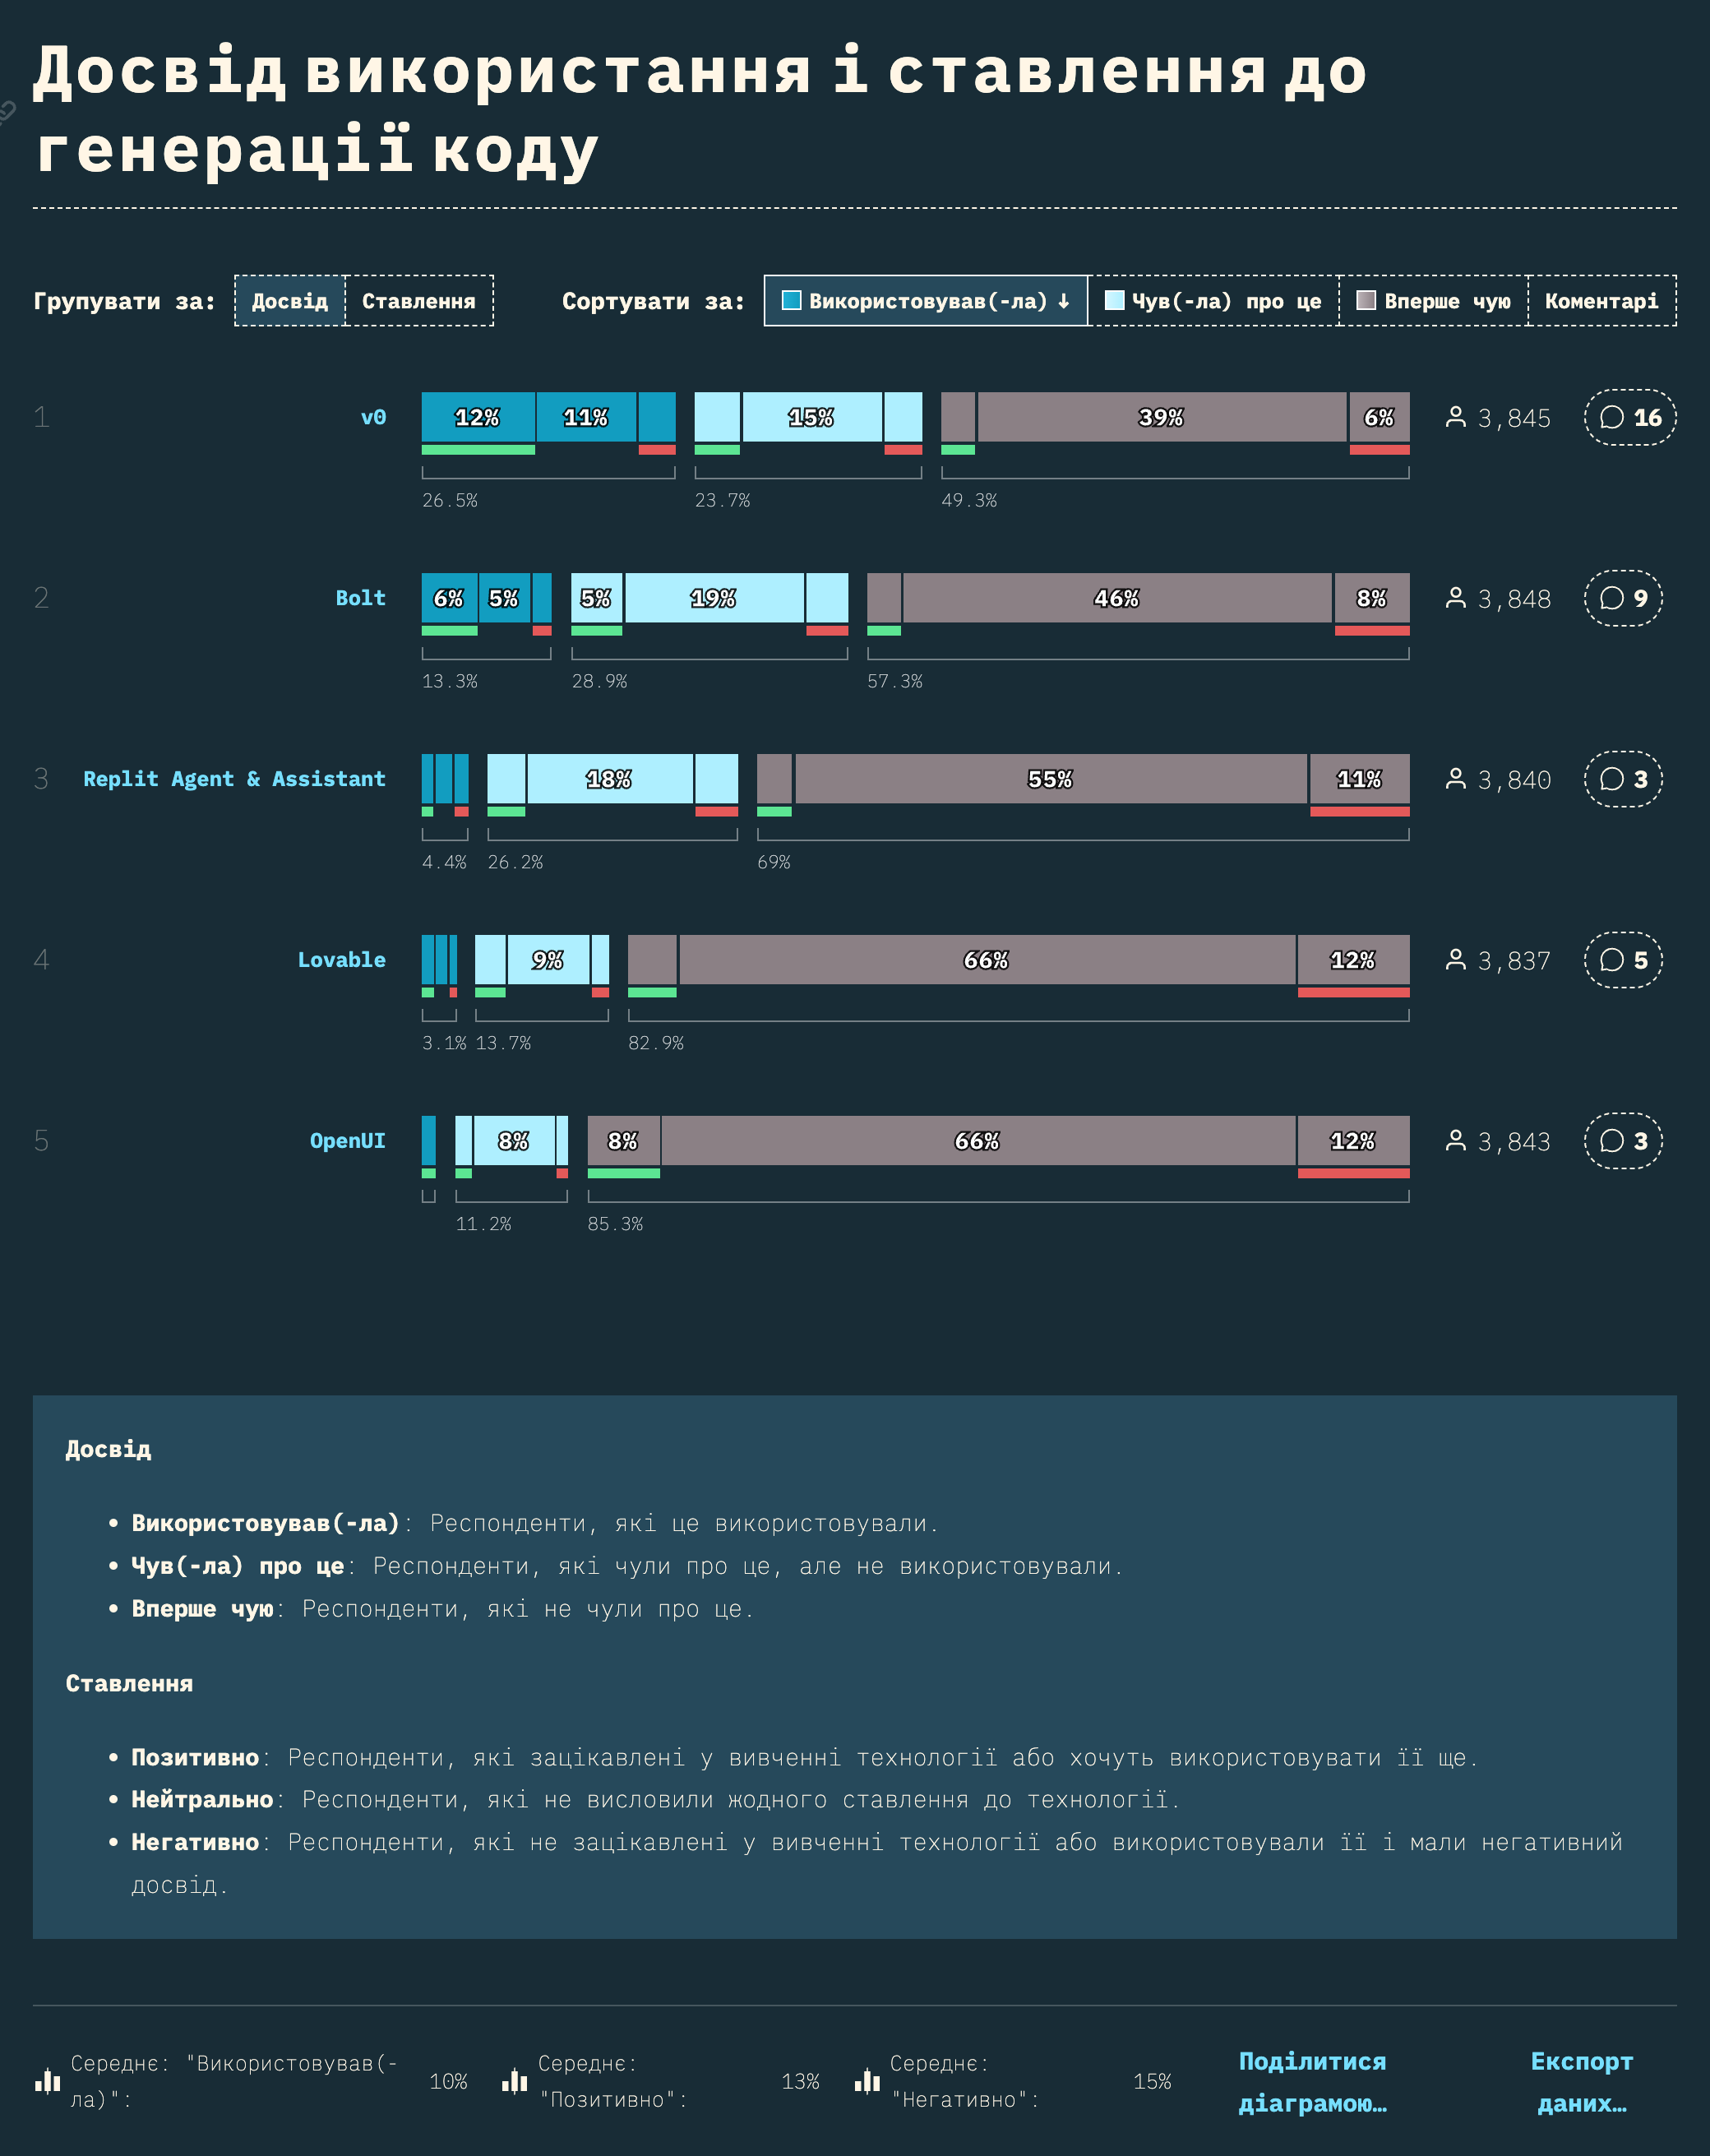 Досвід використання і ставлення до
генерації коду
Групувати за: Досвід Ставлення Сортувати за: Використовував(-ла) ↓ Чув(-ла) про це Вперше чую Коментарі
1 v0 12% 11% 15% 39% 6% 3,845 16
26.5% 23.7% 49.3%
2 Bolt 6% 5% 5% 19% 46% 8% 3,848 9
13.3% 28.9% 57.3%
3 Replit Agent & Assistant 18% 55% 11% 3,840 3
4.4% 26.2% 69%
4 Lovable 9% 66% 12% 3,837 5
3.1% 13.7% 82.9%
5 OpenUI 8% 8% 66% 12% 3,843 3
11.2% 85.3%
Досвід
• Використовував(-ла): Респонденти, які це використовували.
• Чув(-ла) про це: Респонденти, які чули про це, але не використовували.
• Вперше чую: Респонденти, які не чули про це.
Ставлення
• Позитивно: Респонденти, які зацікавлені у вивченні технології або хочуть використовувати її ще.
• Нейтрально: Респонденти, які не висловили жодного ставлення до технології.
• Негативно: Респонденти, які не зацікавлені у вивченні технології або використовували її і мали негативний
досвід.
Середнє: "Використовував(-
ла)": 10%
Середнє:
"Позитивно": 13%
Середнє:
"Негативно": 15%
Поділитися
діаграмою…
Експорт
даних…